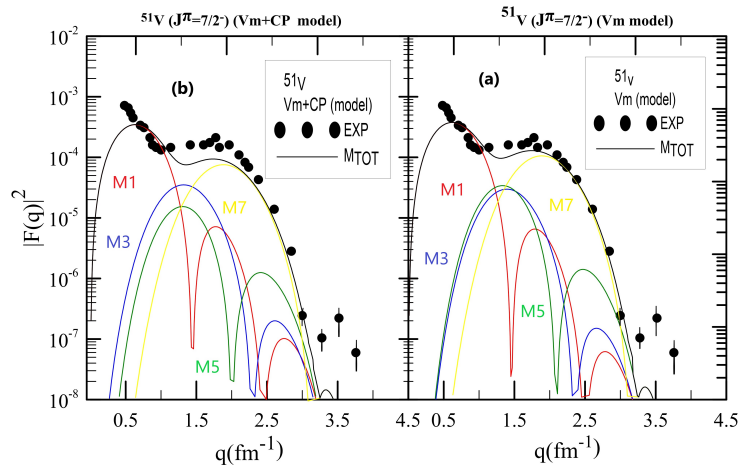 51V (Jπ=7/2-) (Vm+CP model)
51V (Jπ=7/2-) (Vm model)
10-2
10-3
10-4
10-5
10-6
10-7
10-8
|F(q)|2
(b)
51V
Vm+CP (model)
EXP
MTOT
M1
M7
M3
M5
(a)
51V
Vm (model)
EXP
MTOT
M1
M7
M3
M5
0.5 1.5 2.5 3.5 4.5
0.5 1.5 2.5 3.5 4.5
q(fm-1)
q(fm-1)